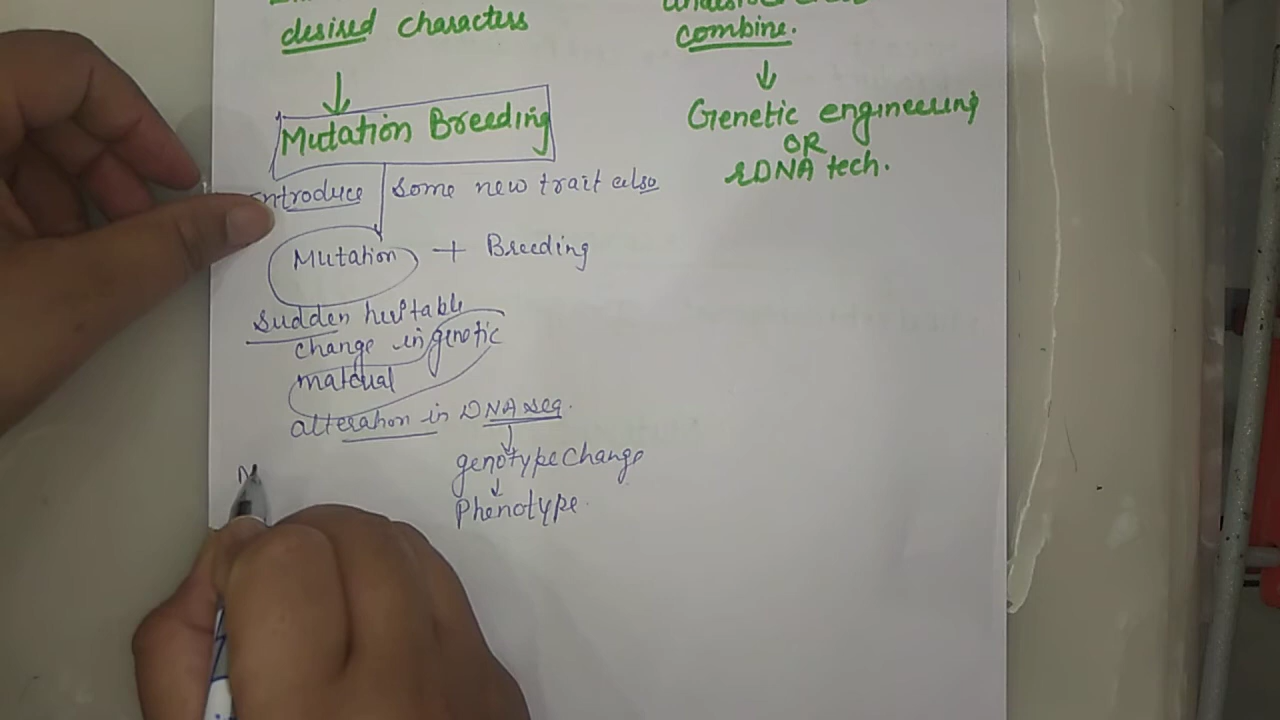 desired characters
Mutation Breeding
introduce some new trait also
Mutation + Breeding
Sudden heritable
change in genetic
material
alteration in DNA seq.
genotype change
Phenotype.
combine.
Genetic engineering
OR
rDNA tech.